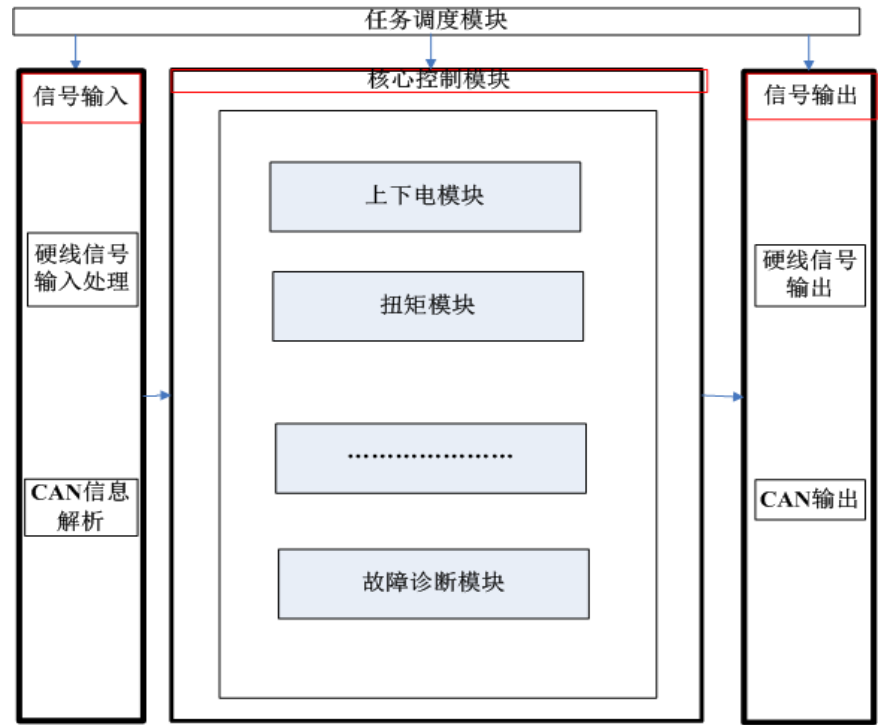 任务调度模块
信号输入
硬线信号
输入处理
CAN信息
解析
核心控制模块
上下电模块
扭矩模块
…………………
故障诊断模块
信号输出
硬线信号
输出
CAN输出